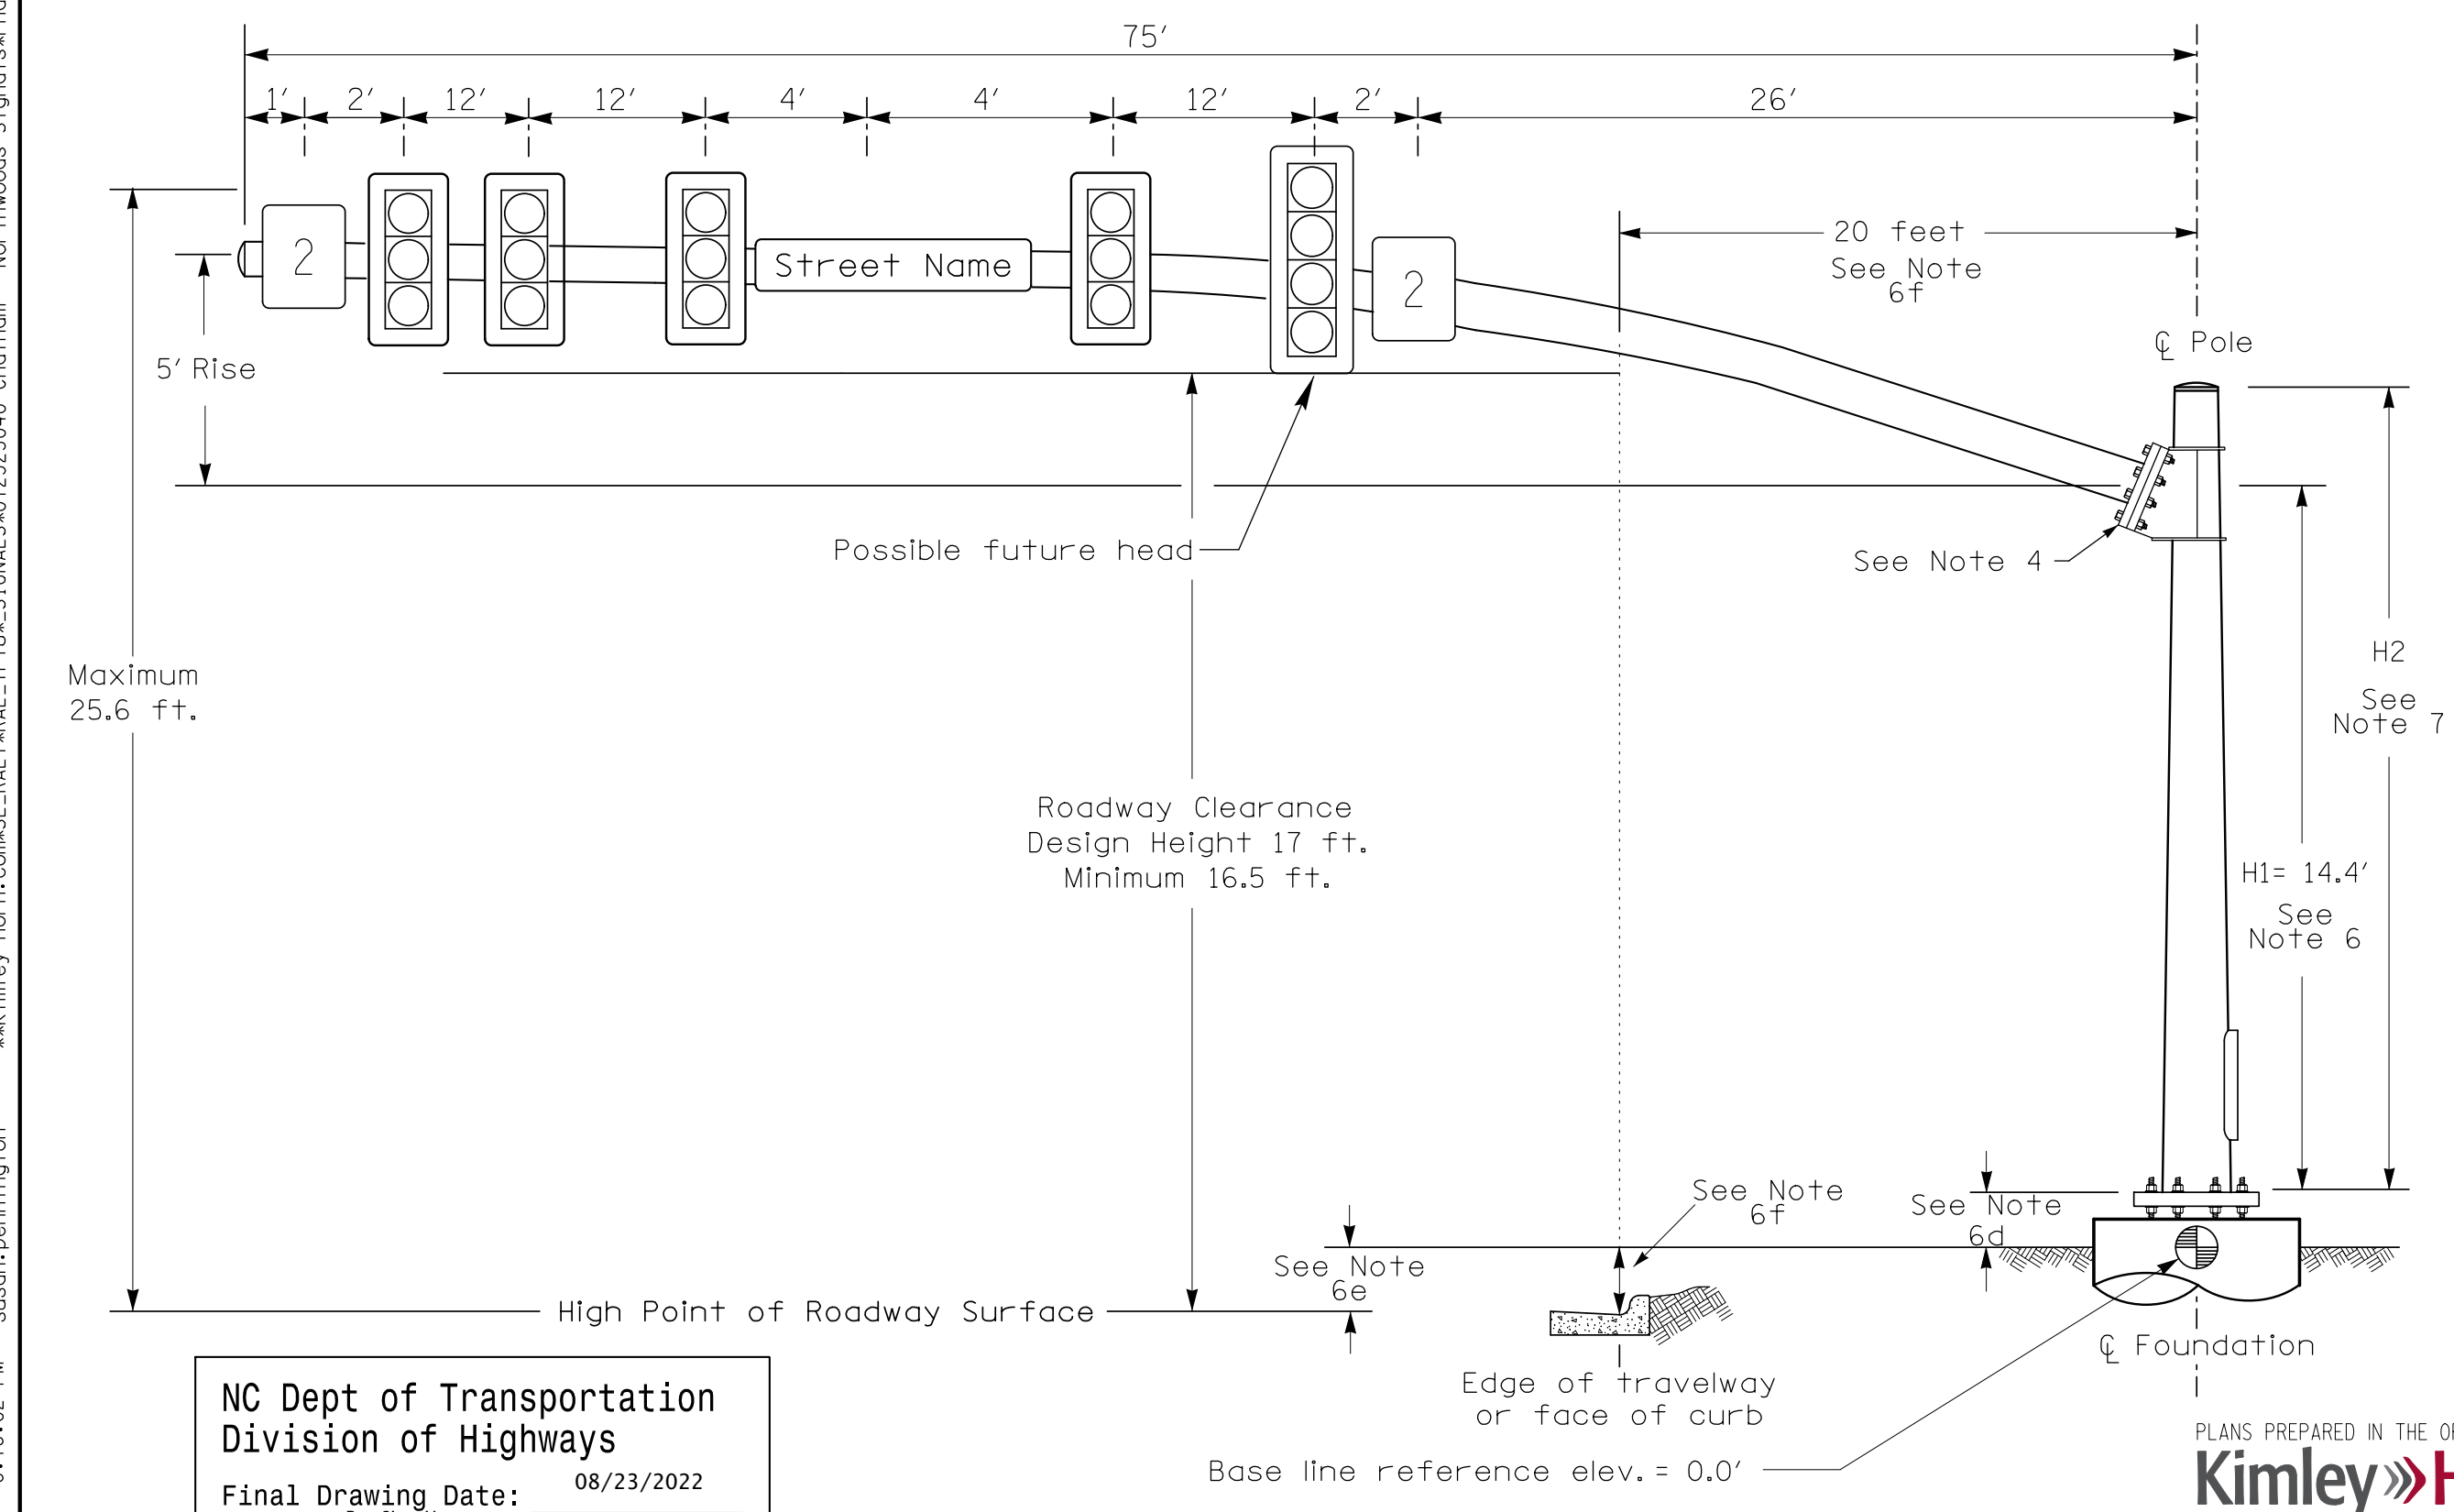 75'
1' 2' 12' 12' 4' 4' 12' 2' 26'
2
Street Name
2
20 feet
See Note
6f
℄ Pole
5' Rise
Possible future head
See Note 4
Maximum
25.6 ft.
H2
See
Note 7
Roadway Clearance
Design Height 17 ft.
Minimum 16.5 ft.
H1= 14.4'
See
Note 6
See Note
6f
See Note
6d
See Note
6e
High Point of Roadway Surface
℄ Foundation
Edge of travelway
or face of curb
Base line reference elev. = 0.0'
NC Dept of Transportation
Division of Highways
Final Drawing Date:
08/23/2022
PLANS PREPARED IN THE
Kimley»H